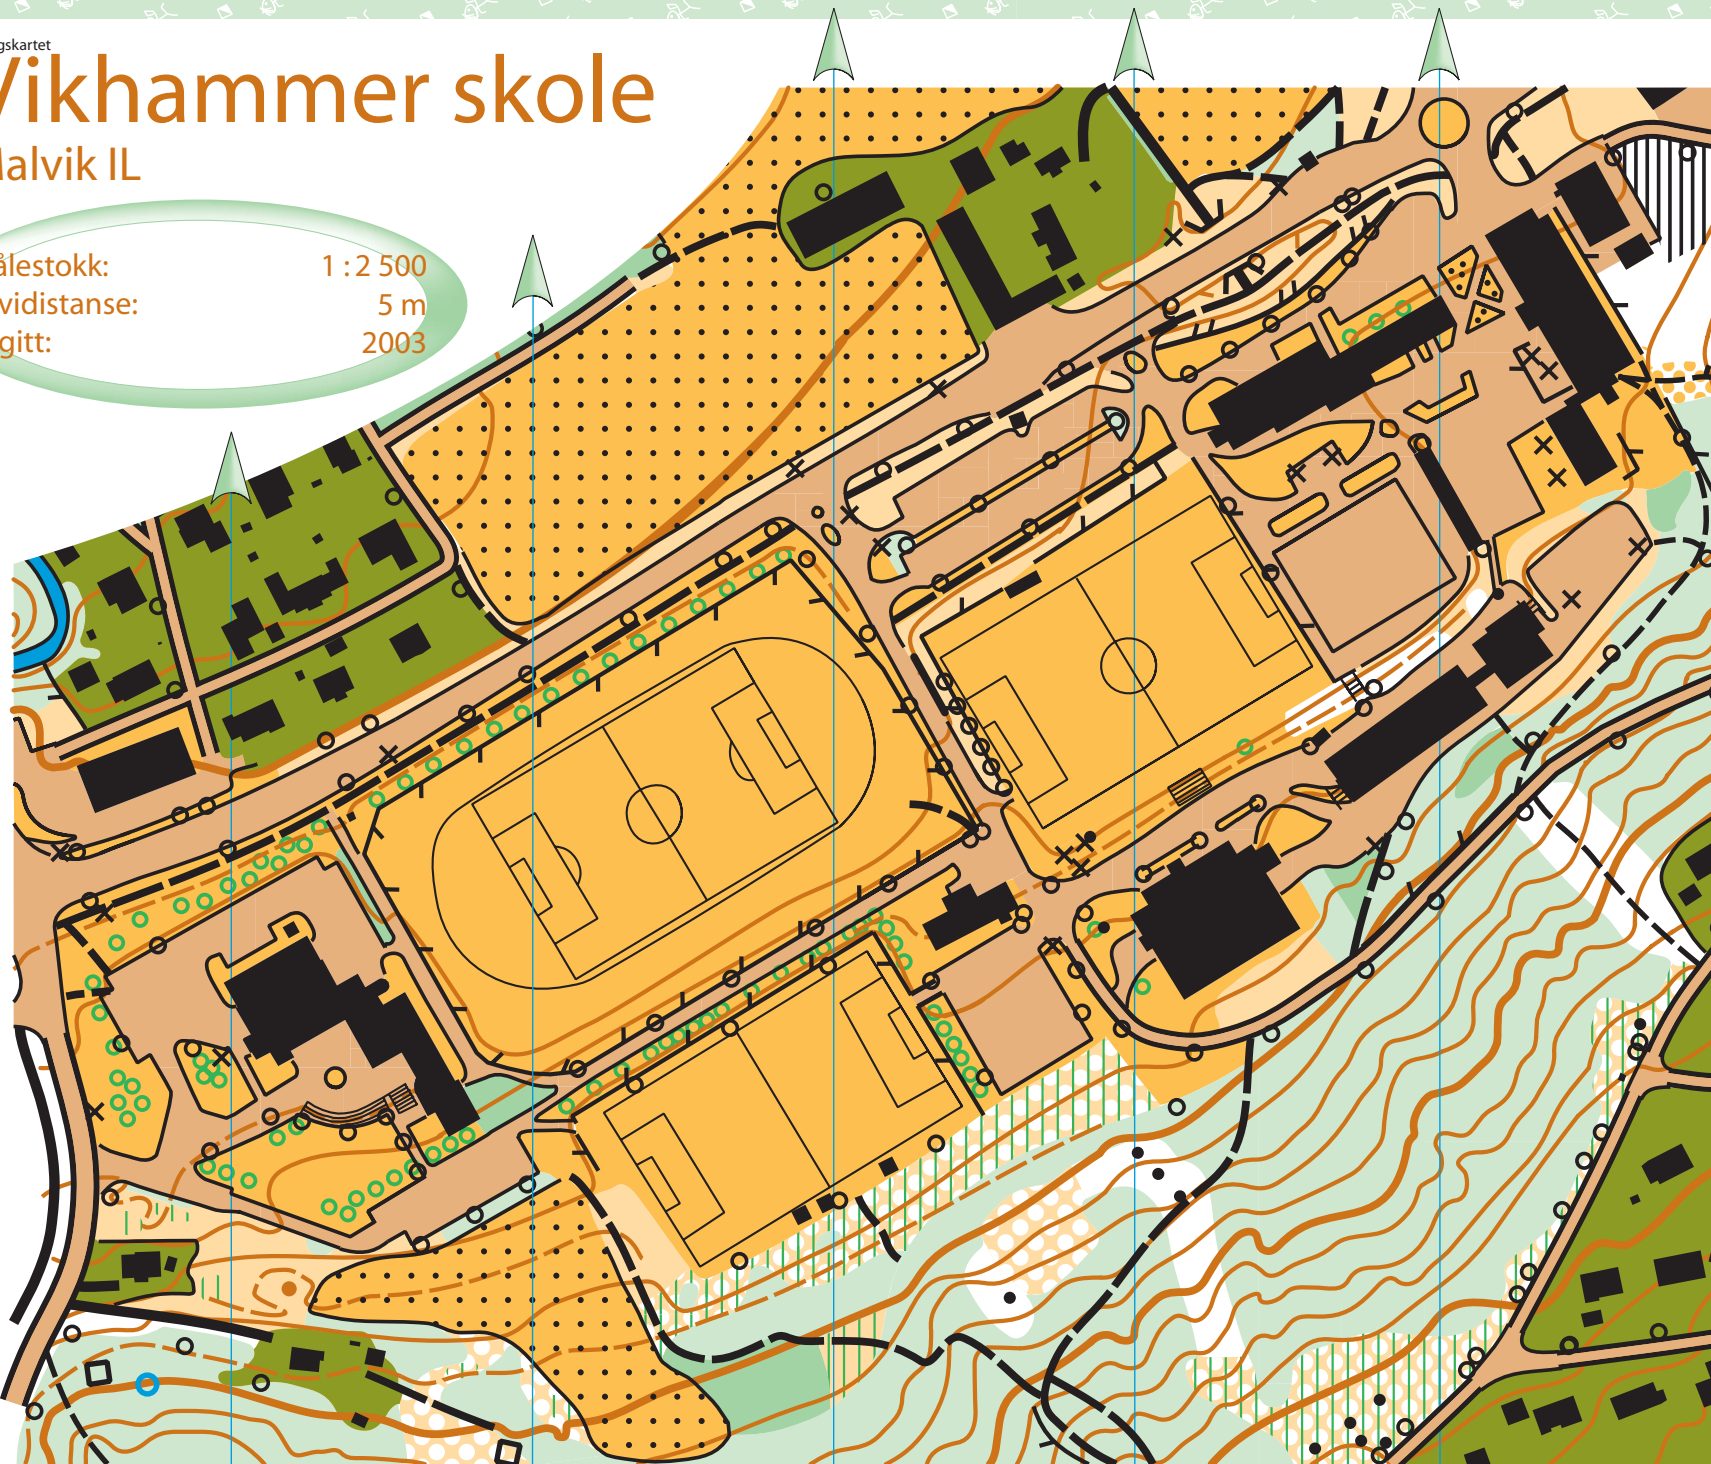 gskartet
Vikhammer skole
alvik IL
ålestokk: 1 : 2 500
vidistanse: 5 m
gitt: 2003